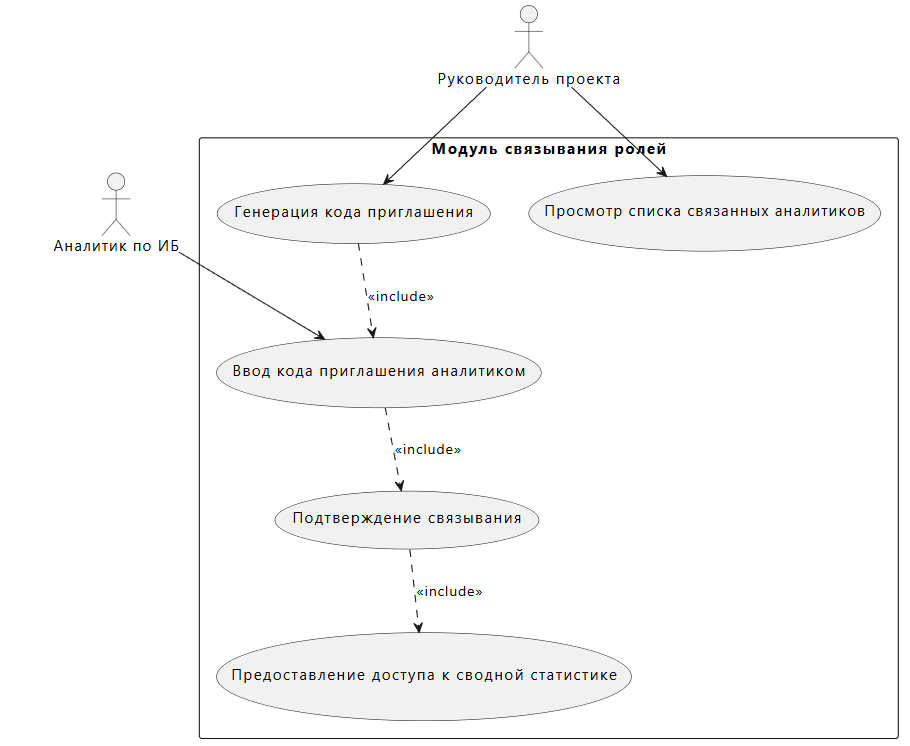 Руководитель проекта
Модуль связывания ролей
Генерация кода приглашения
Просмотр списка связанных аналитиков
Аналитик по ИБ
«include»
Ввод кода приглашения аналитиком
«include»
Подтверждение связывания
«include»
Предоставление доступа к сводной статистике